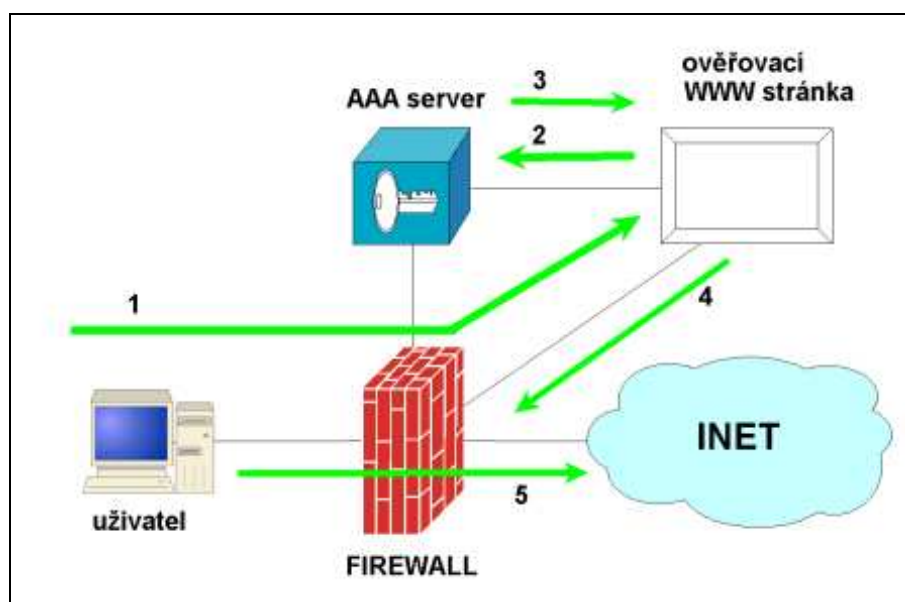 ověřovací
WWW stránka
AAA server
3
2
1
4
INET
5
uživatel
FIREWALL